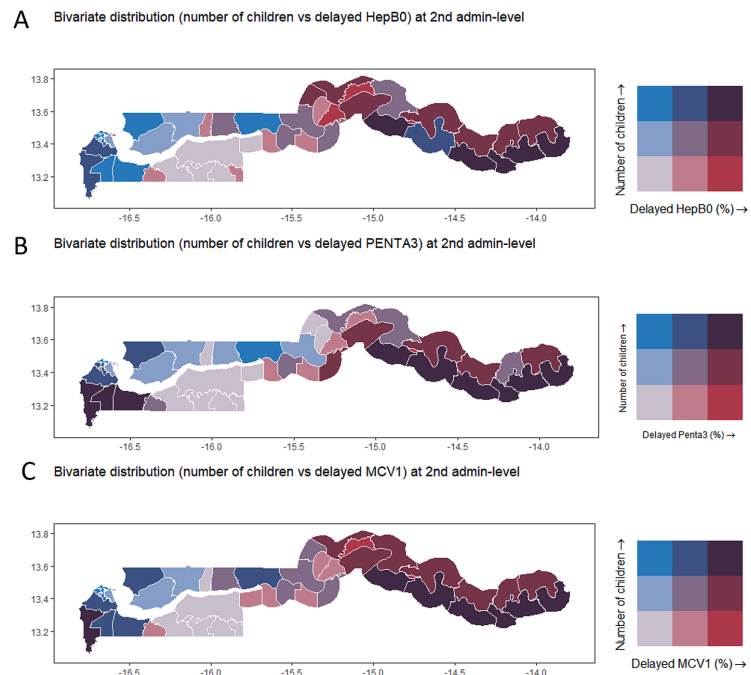 A
Bivariate distribution (number of children vs delayed HepB0) at 2nd admin-level
13.8
13.6
13.4
13.2
-16.5
-16.0
-15.5
-15.0
-14.5
-14.0
Number of children →
Delayed HepB0 (%) →
B
Bivariate distribution (number of children vs delayed PENTA3) at 2nd admin-level
13.8
13.6
13.4
13.2
-16.5
-16.0
-15.5
-15.0
-14.5
-14.0
Number of children →
Delayed Penta3 (%) →
C
Bivariate distribution (number of children vs delayed MCV1) at 2nd admin-level
13.8
13.6
13.4
13.2
-16.5
-16.0
-15.5
-15.0
-14.5
-14.0
Number of children →
Delayed MCV1 (%) →